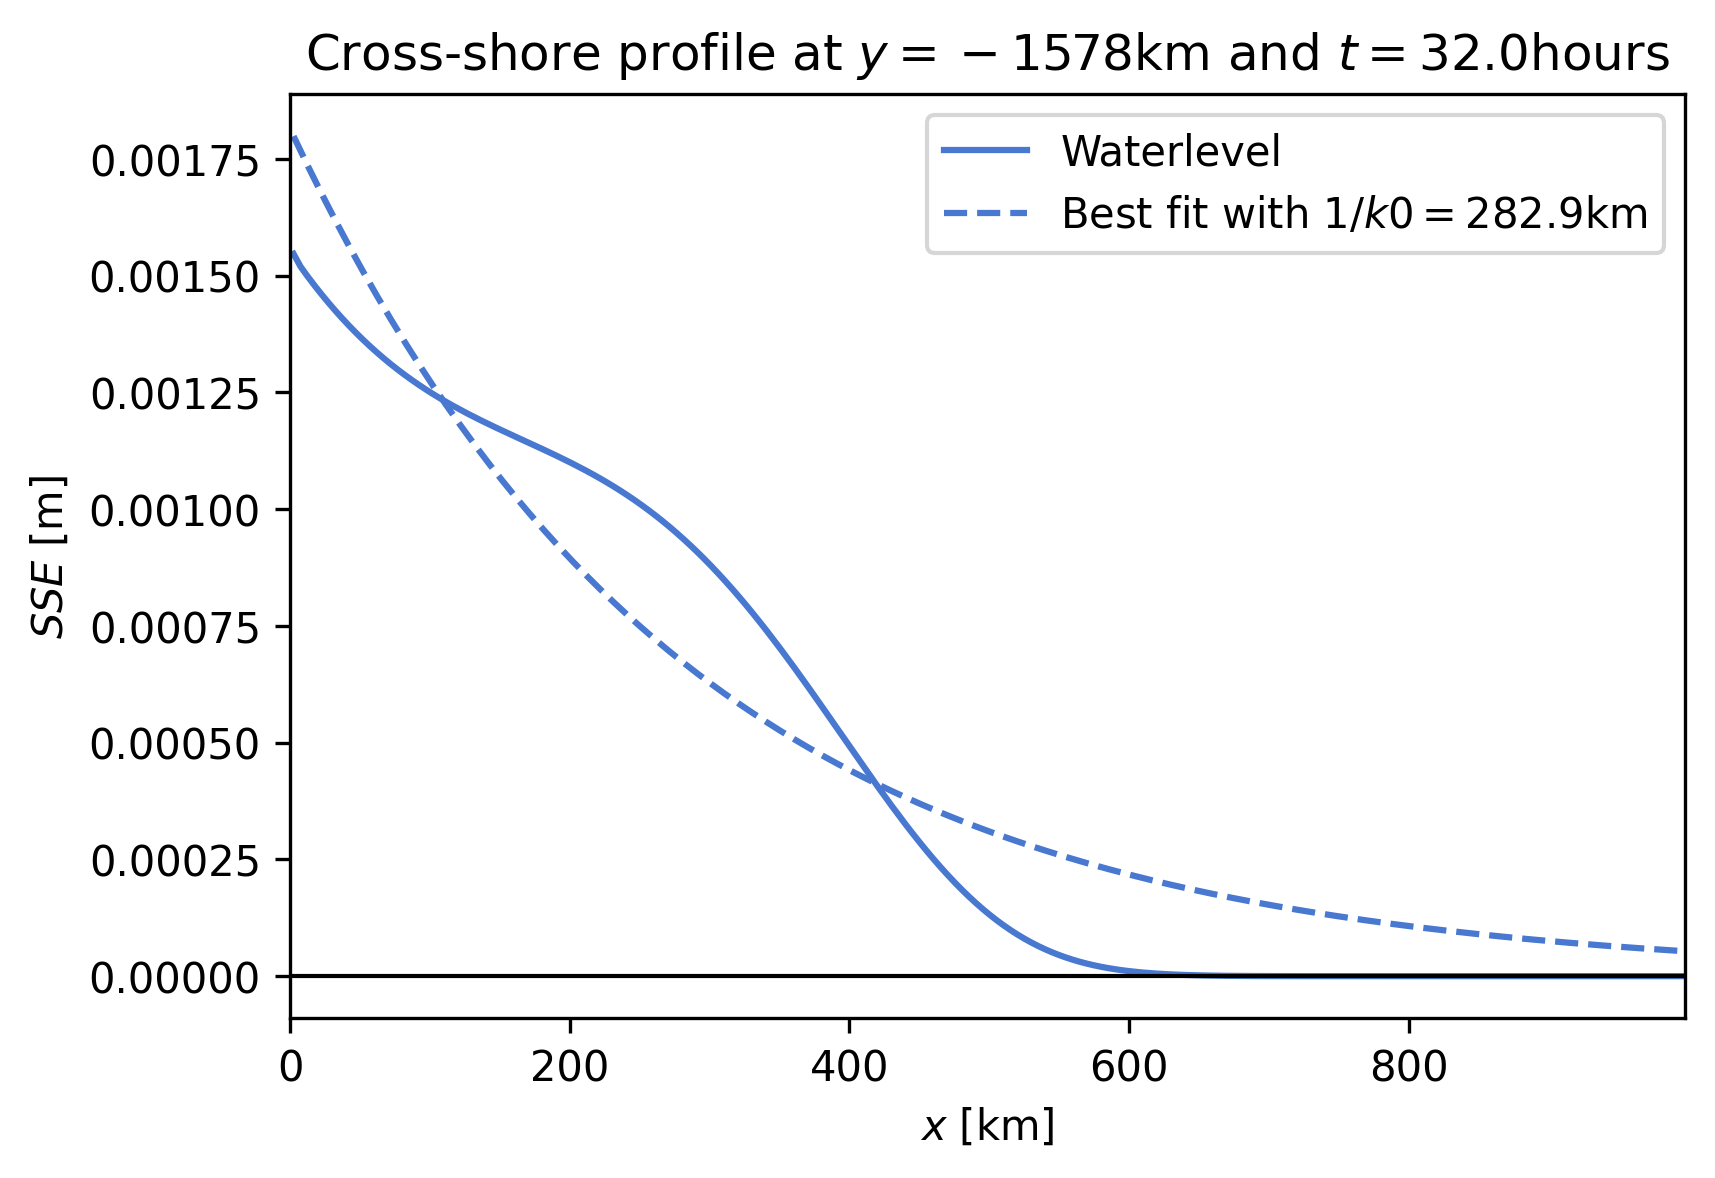 Cross-shore profile at y = −1578km and t = 32.0hours
Waterlevel
Best fit with 1/k0 = 282.9km
0.00175
0.00150
0.00125
0.00100
0.00075
0.00050
0.00025
0.00000
SSE [m]
0 200 400 600 800
x [km]